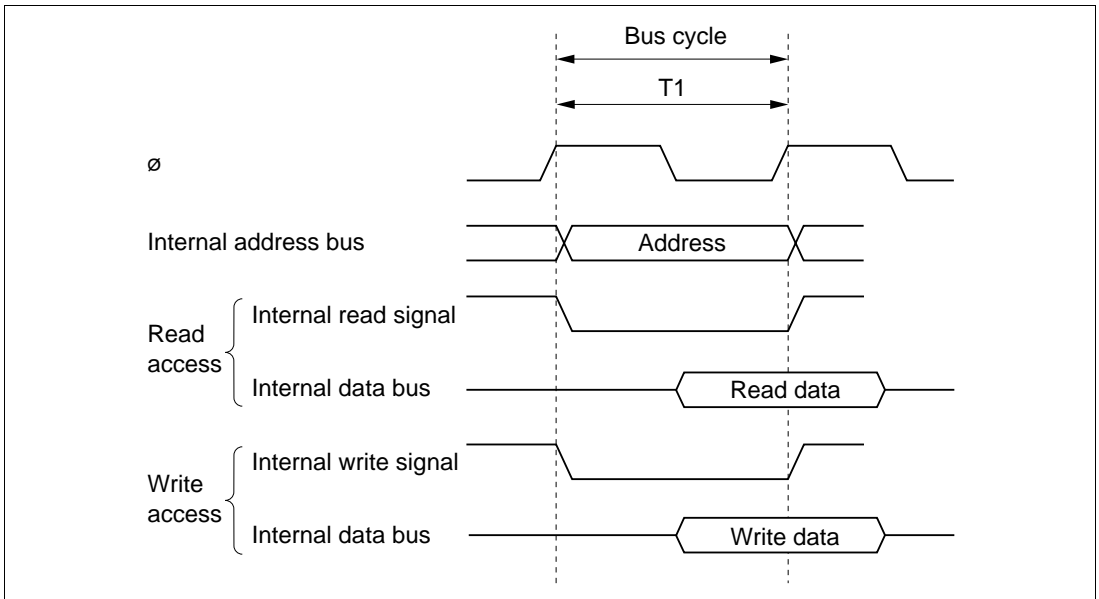 Bus cycle
T1
ø
Internal address bus
Address
Read
access
Internal read signal
Internal data bus
Read data
Write
access
Internal write signal
Internal data bus
Write data